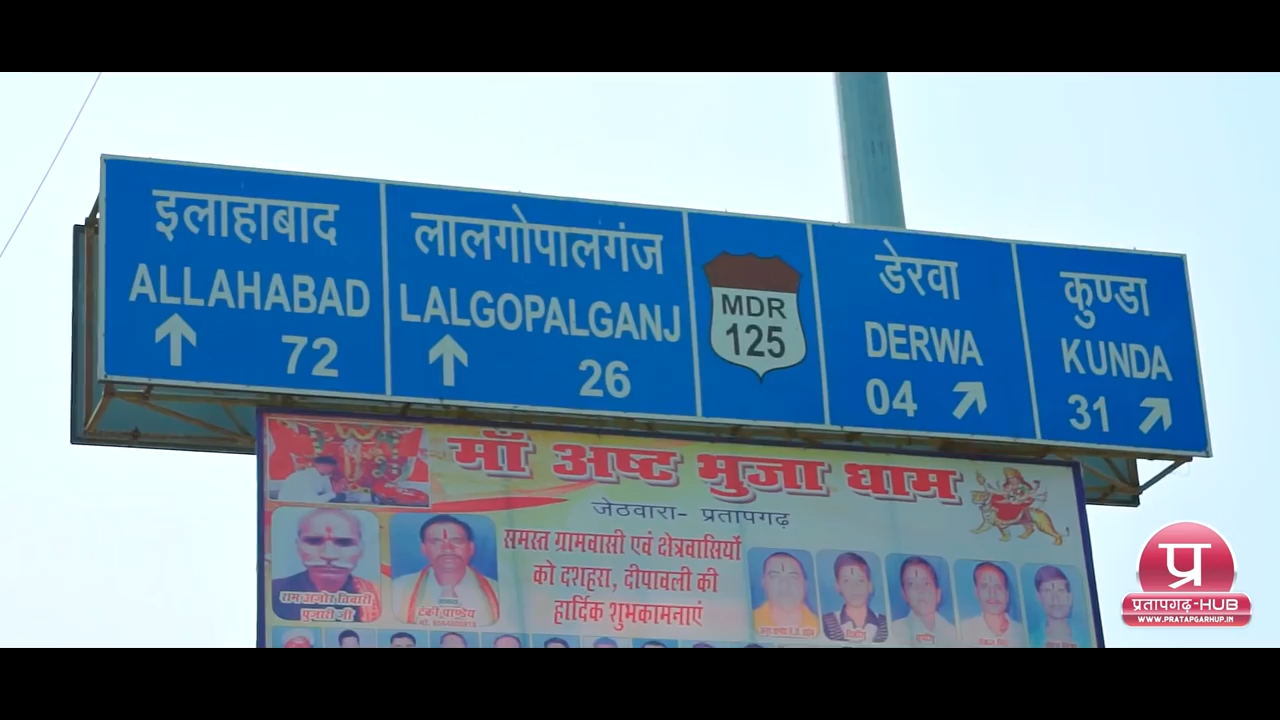 इलाहाबाद
ALLAHABAD
72
लालगोपालगंज
LALGOPALGANJ
26
MDR
125
डेरवा
DERWA
04
कुण्डा
KUNDA
31
माँ अष्ट भुजा धाम
जेठवारा- प्रतापगढ़
समस्त ग्रामवासी एवं क्षेत्रवासियों
को दशहरा, दीपावली की
हार्दिक शुभकामनाएं
पुजारी जी
प्र
प्रतापगढ़-HUB
WWW.PRATAPGARHUP.IN